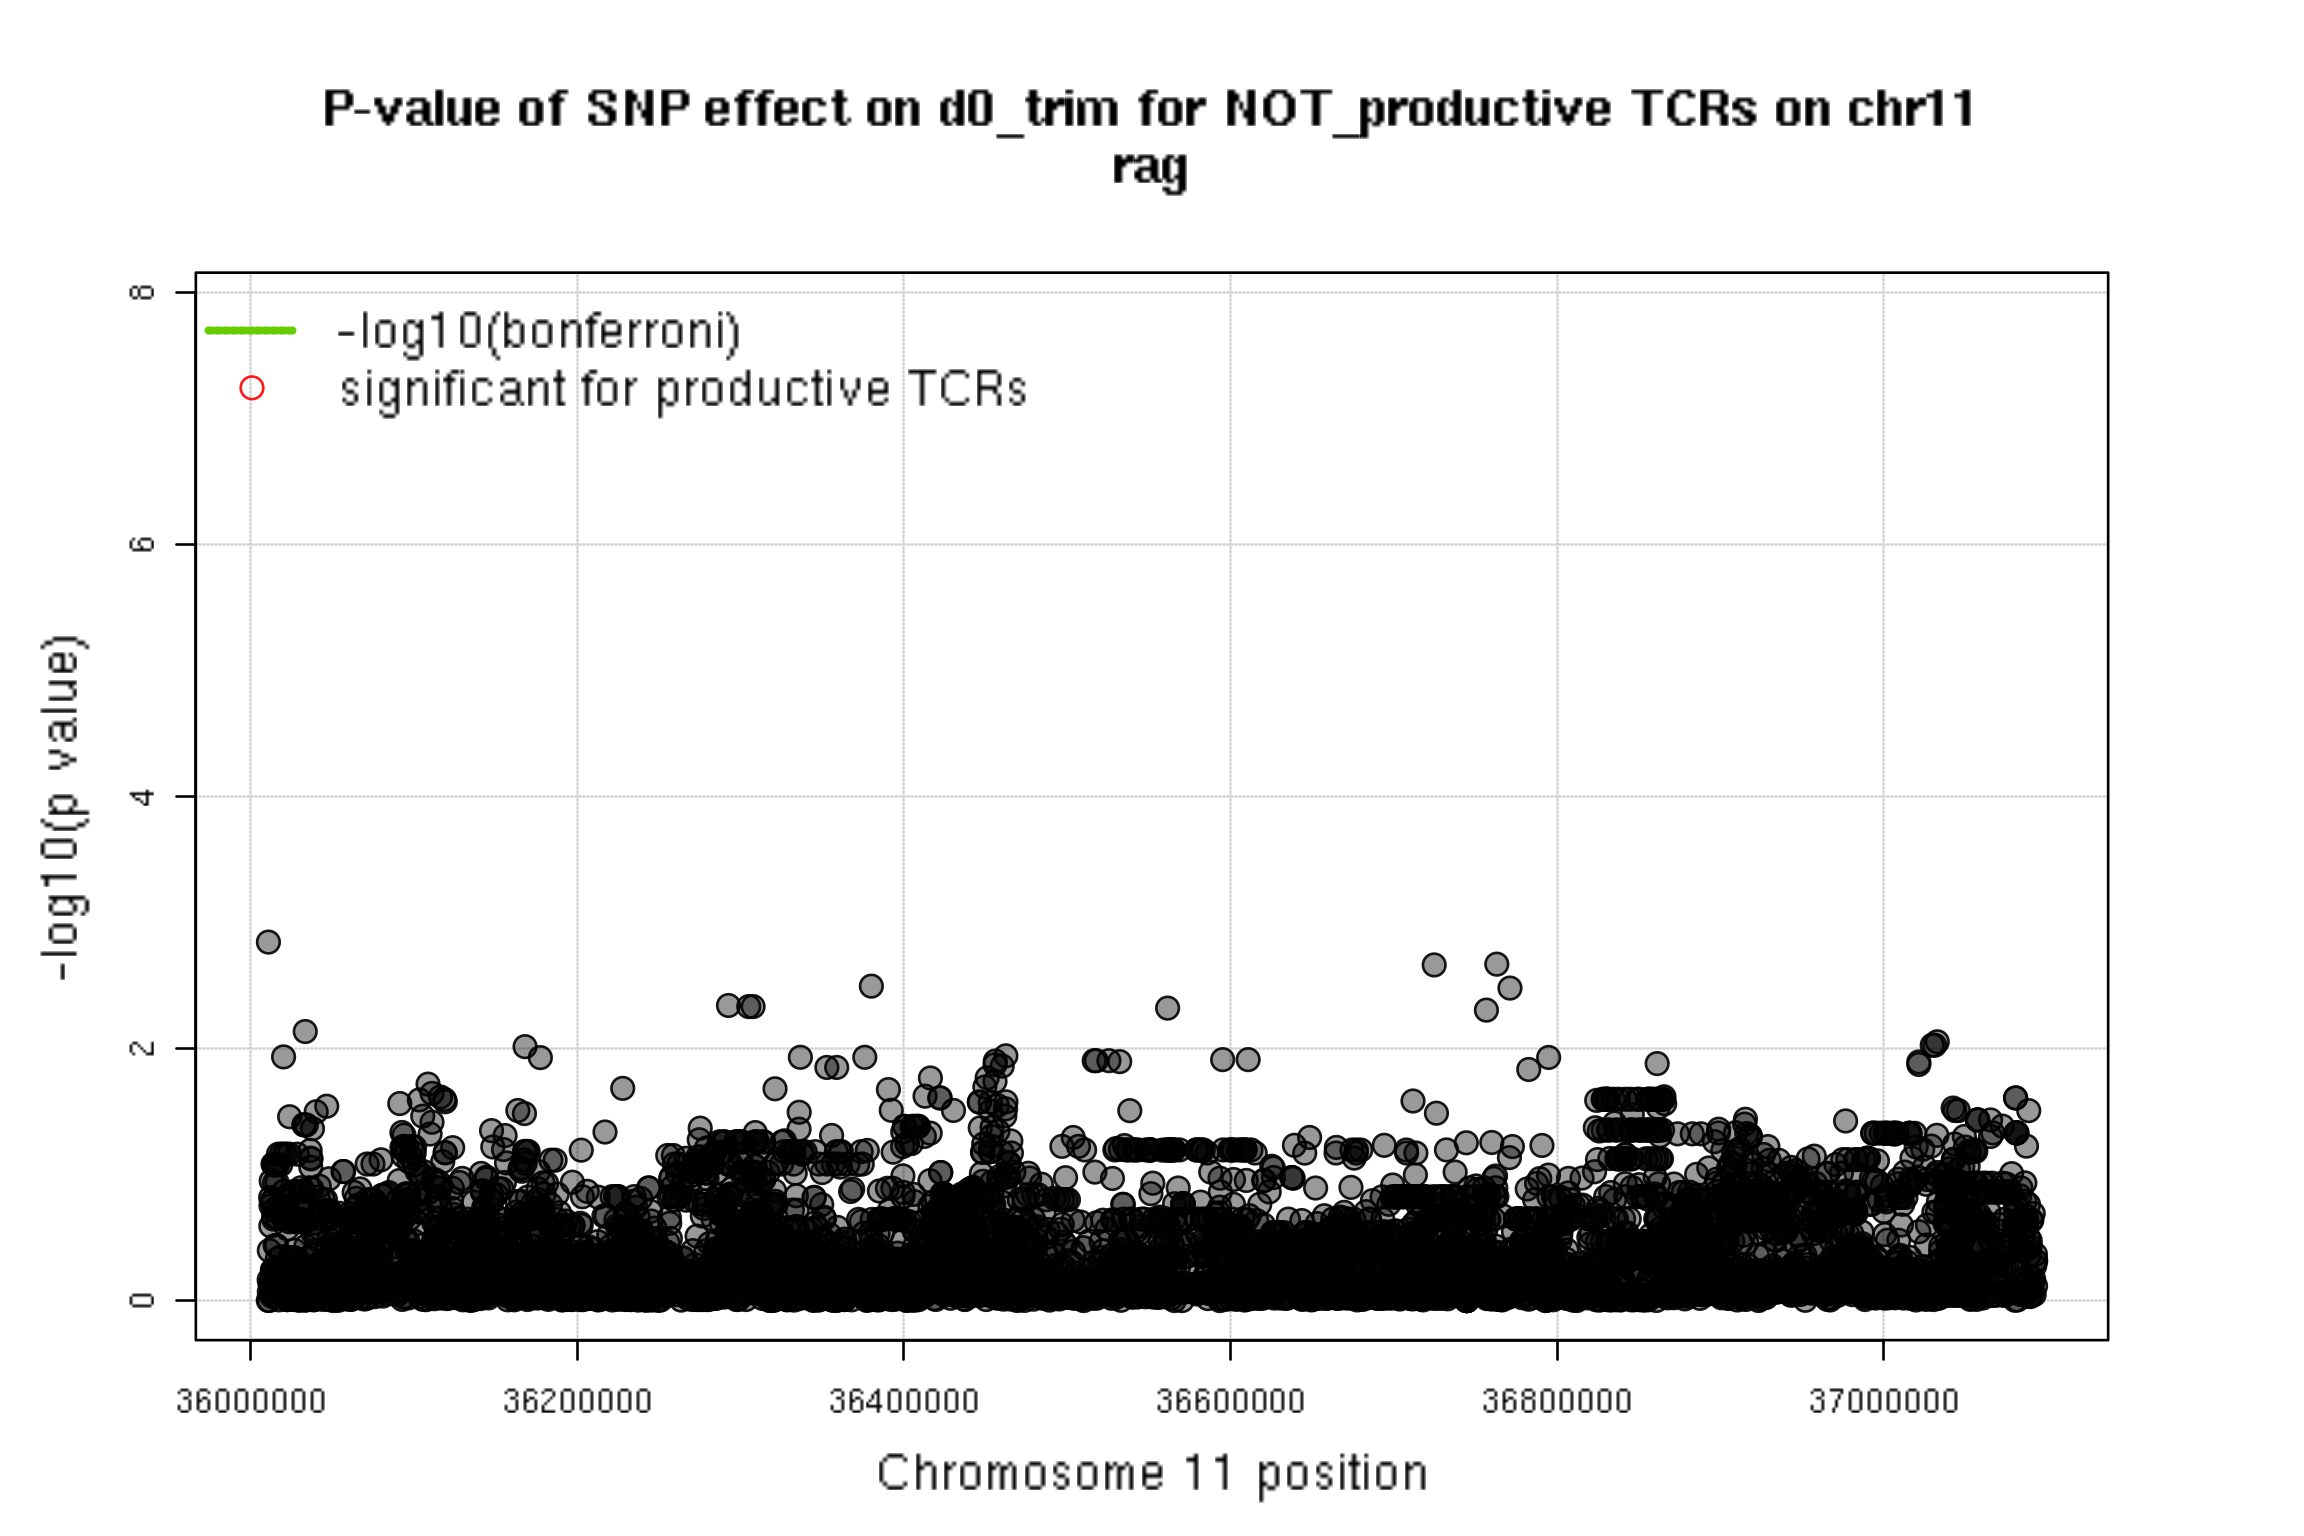 P-value of SNP effect on d0_trim for NOT_productive TCRs on chr11
rag
-log10(bonferroni)
significant for productive TCRs
8
6
4
2
0
-log10(p value)
36000000 36200000 36400000 36600000 36800000 37000000
Chromosome 11 position